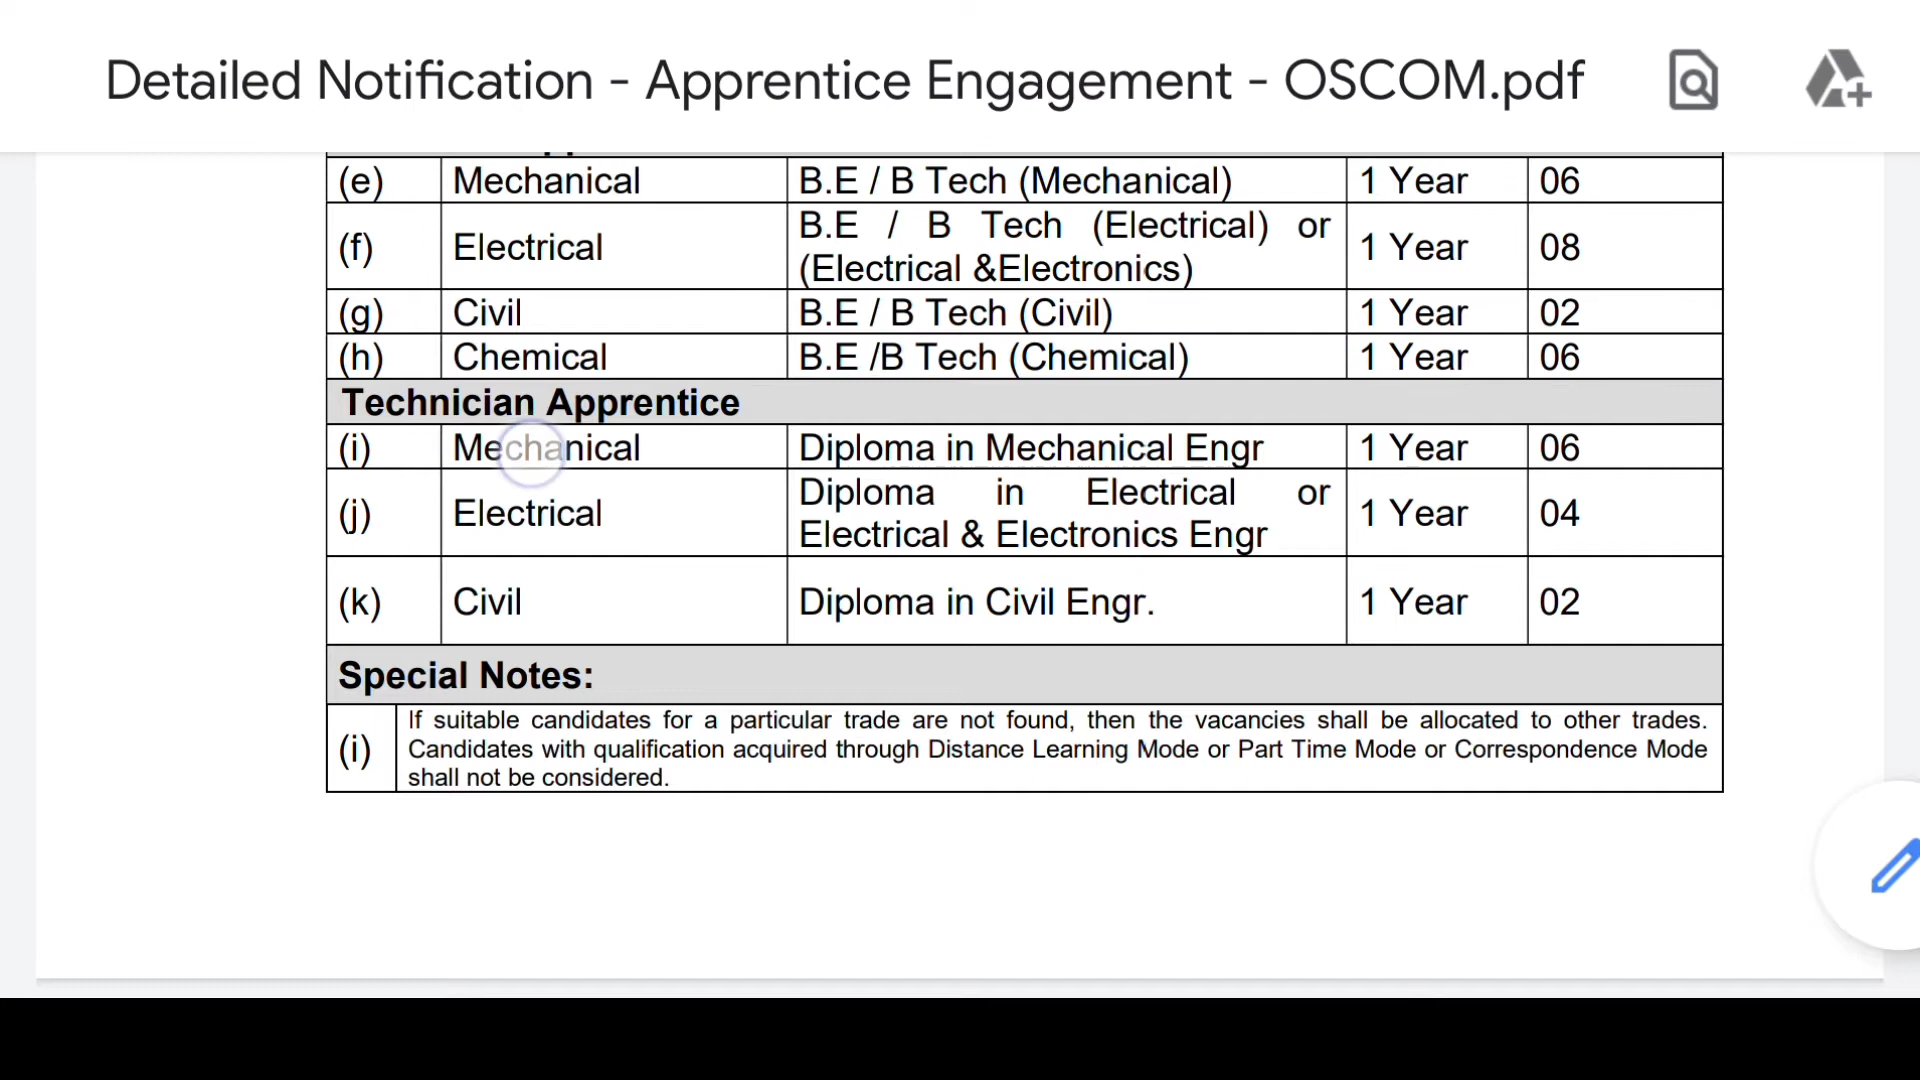 Detailed Notification - Apprentice Engagement - OSCOM.pdf
(e) Mechanical B.E / B Tech (Mechanical) 1 Year 06
(f) Electrical B.E / B Tech (Electrical) or (Electrical &Electronics) 1 Year 08
(g) Civil B.E / B Tech (Civil) 1 Year 02
(h) Chemical B.E /B Tech (Chemical) 1 Year 06
Technician Apprentice
(i) Mechanical Diploma in Mechanical Engr 1 Year 06
(j) Electrical Diploma in Electrical or Electrical & Electronics Engr 1 Year 04
(k) Civil Diploma in Civil Engr. 1 Year 02
Special Notes:
(i) If suitable candidates for a particular trade are not found, then the vacancies shall be allocated to other trades.
Candidates with qualification acquired through Distance Learning Mode or Part Time Mode or Correspondence Mode
shall not be considered.